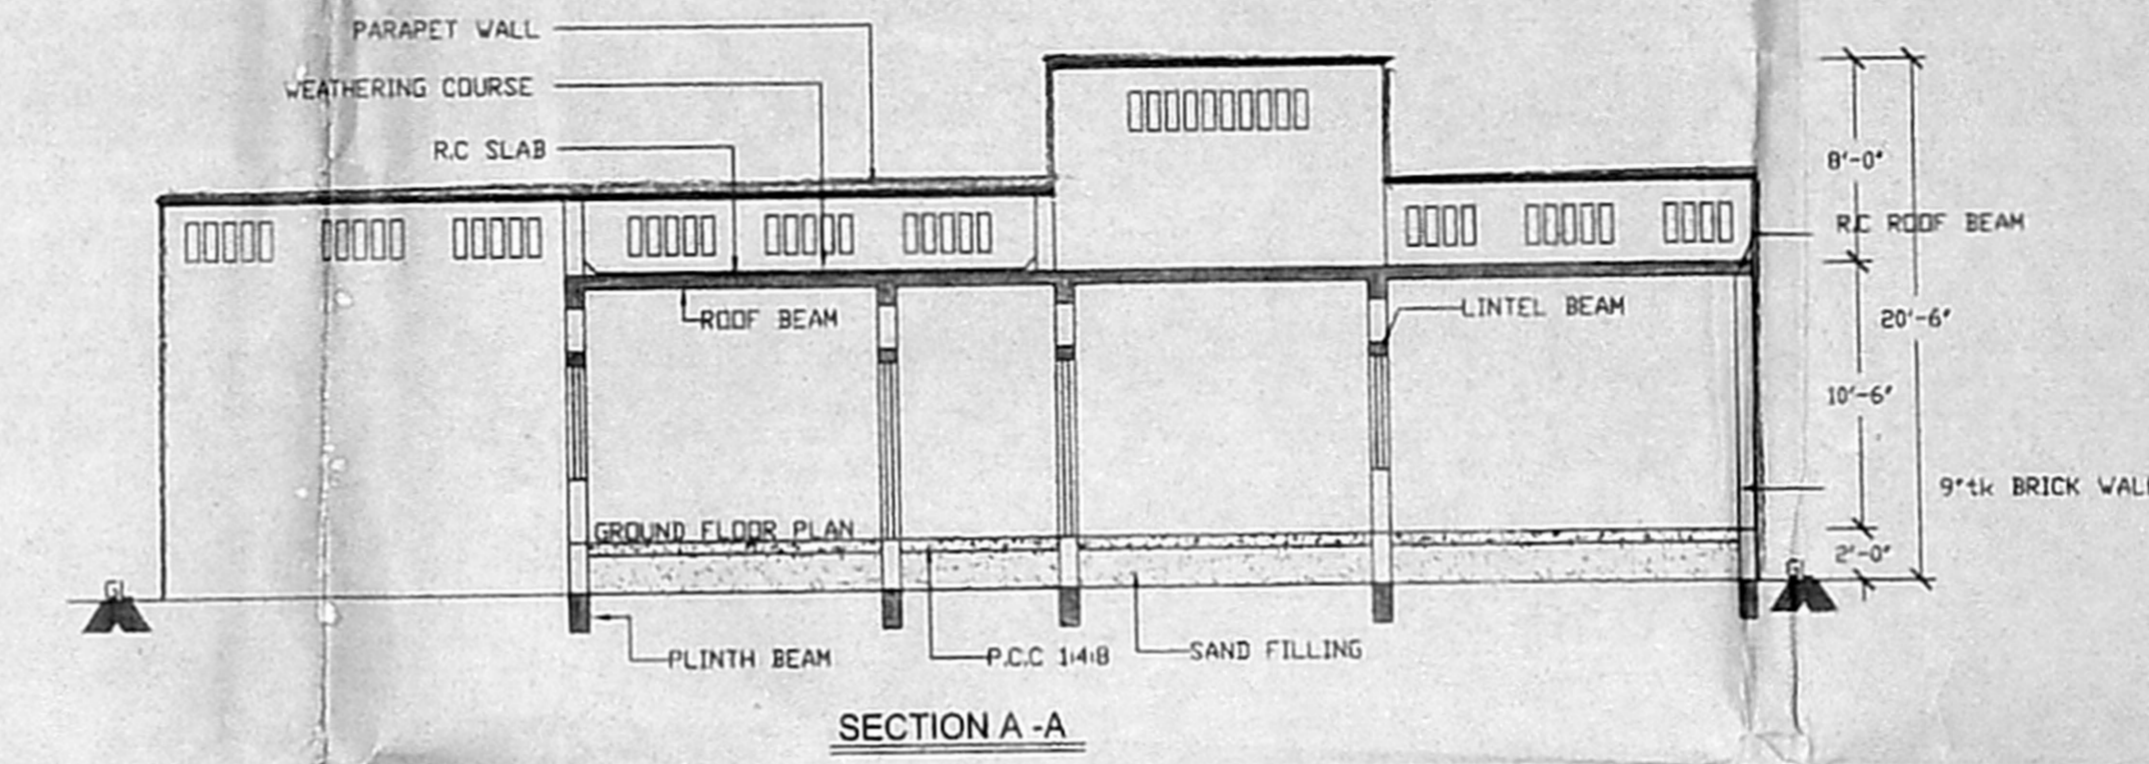 PARAPET WALL
WEATHERING COURSE
R.C SLAB
8'-0"
R.C ROOF BEAM
ROOF BEAM
LINTEL BEAM
20'-6"
10'-6"
9"tk BRICK WALL
GROUND FLOOR PLAN
2'-0"
GL
GL
PLINTH BEAM
P.C.C 1:4:8
SAND FILLING
SECTION A -A